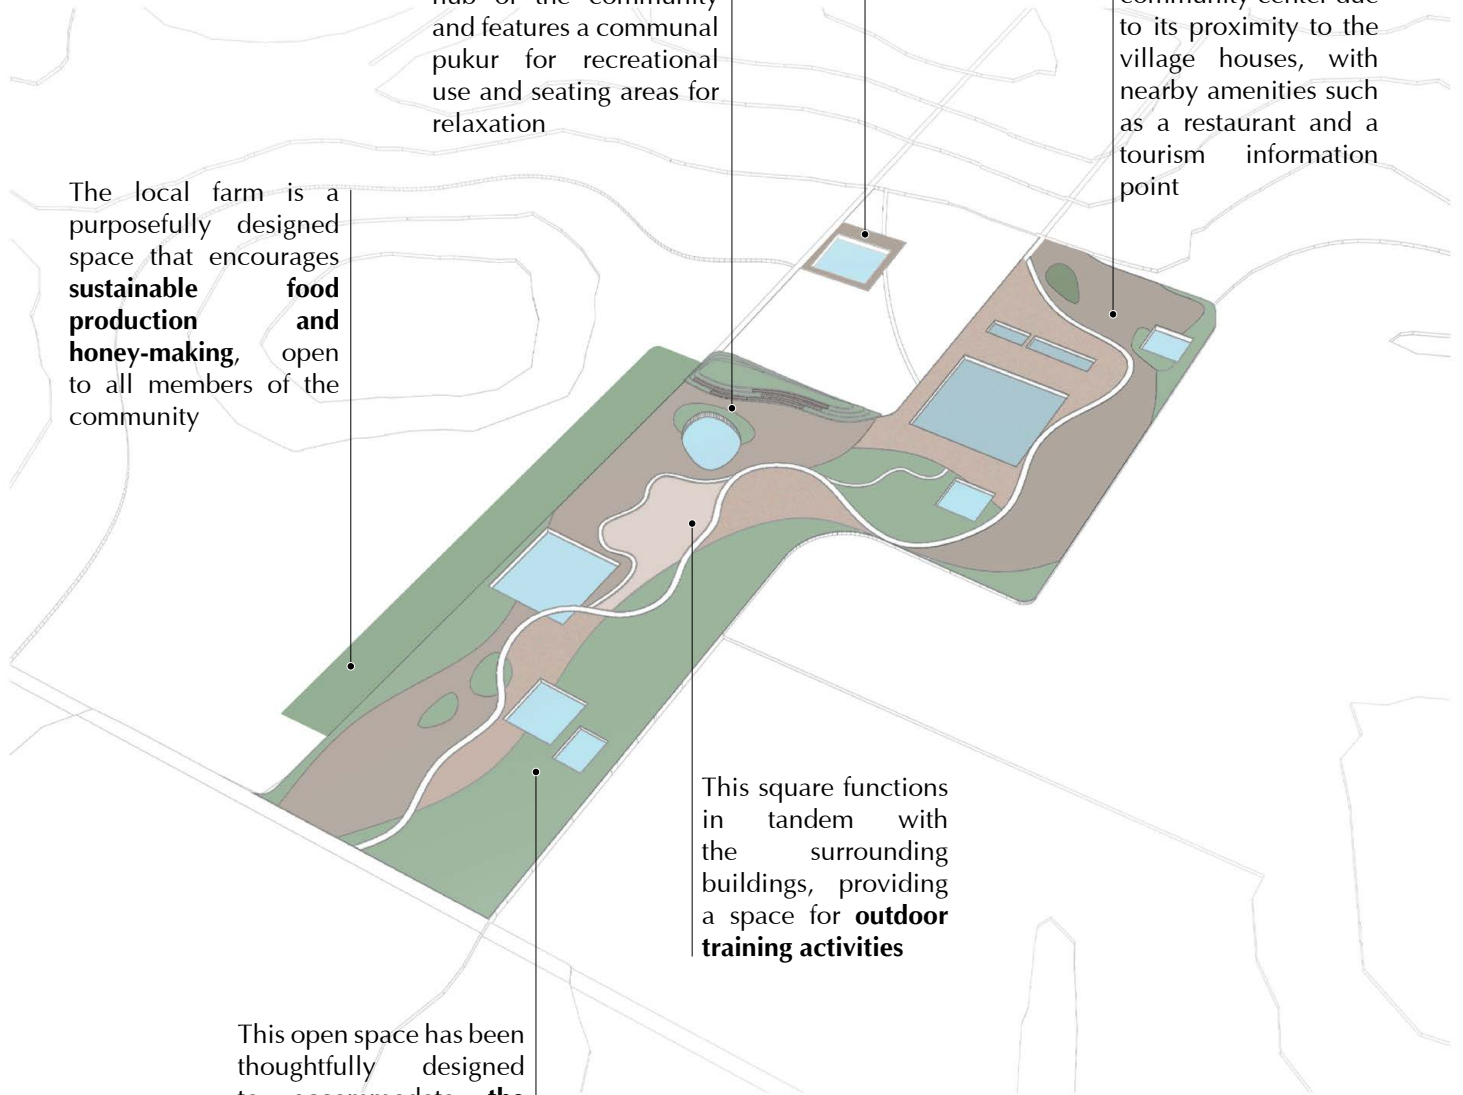 hub of the community
and features a communal
pukur for recreational
use and seating areas for
relaxation
community center due
to its proximity to the
village houses, with
nearby amenities such
as a restaurant and a
tourism information
point
The local farm is a
purposefully designed
space that encourages
sustainable food
production and
honey-making, open
to all members of the
community
This square functions
in tandem with
the surrounding
buildings, providing
a space for outdoor
training activities
This open space has been
thoughtfully designed
to accommodate the